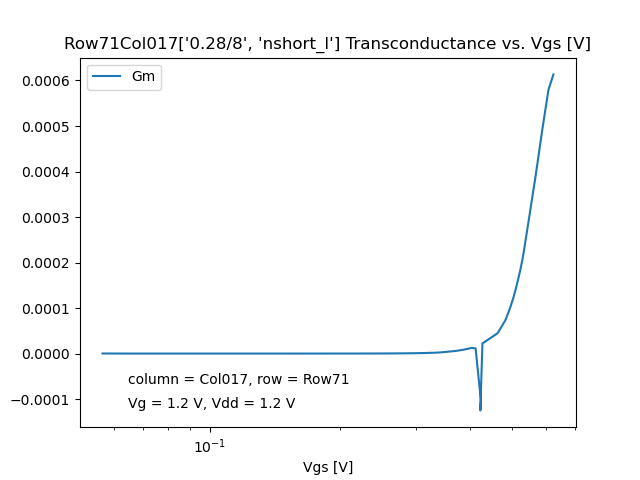 Row71Col017['0.28/8', 'nshort_l'] Transconductance vs. Vgs [V]
Gm
0.0006
0.0005
0.0004
0.0003
0.0002
0.0001
0.0000
−0.0001
column = Col017, row = Row71
Vg = 1.2 V, Vdd = 1.2 V
10⁻¹
Vgs [V]